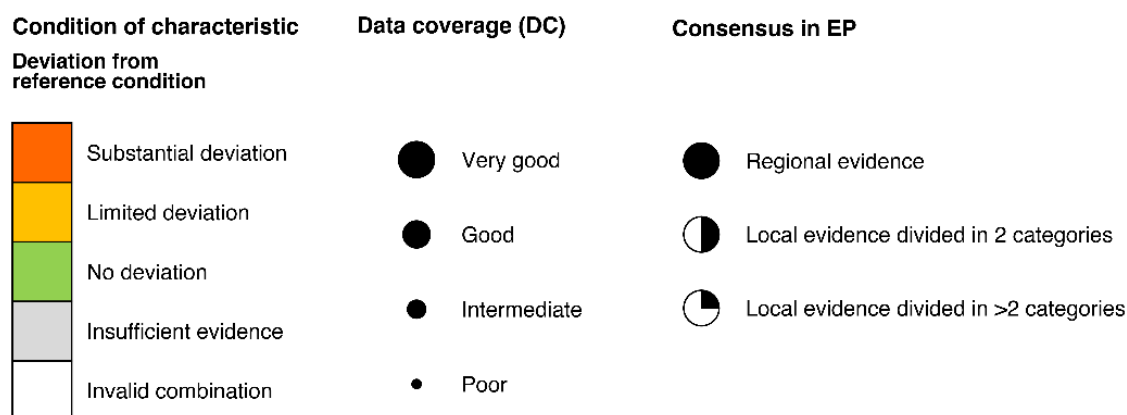 Condition of characteristic
Deviation from
reference condition
Substantial deviation
Limited deviation
No deviation
Insufficient evidence
Invalid combination
Data coverage (DC)
Very good
Good
Intermediate
Poor
Consensus in EP
Regional evidence
Local evidence divided in 2 categories
Local evidence divided in >2 categories